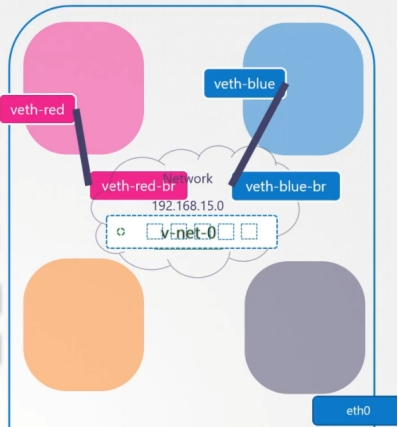 veth-blue
veth-red
Network
veth-red-br
veth-blue-br
192.168.15.0
v-net-0
eth0